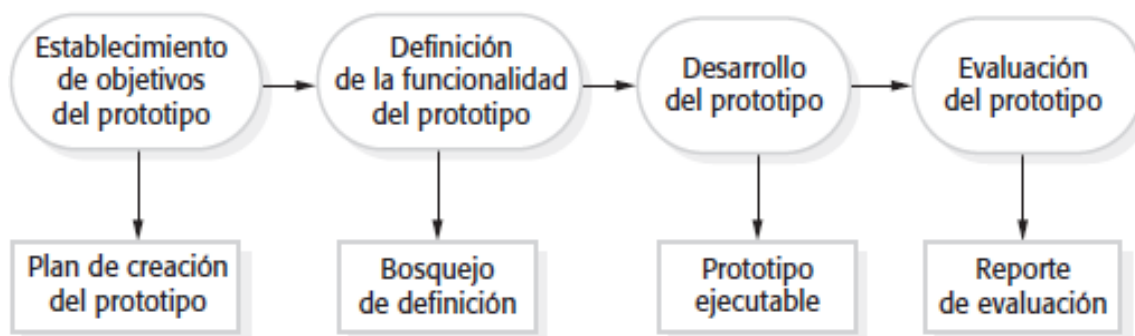 Establecimiento
de objetivos
del prototipo
Definición
de la funcionalidad
del prototipo
Desarrollo
del prototipo
Evaluación
del prototipo
Plan de creación
del prototipo
Bosquejo
de definición
Prototipo
ejecutable
Reporte
de evaluación